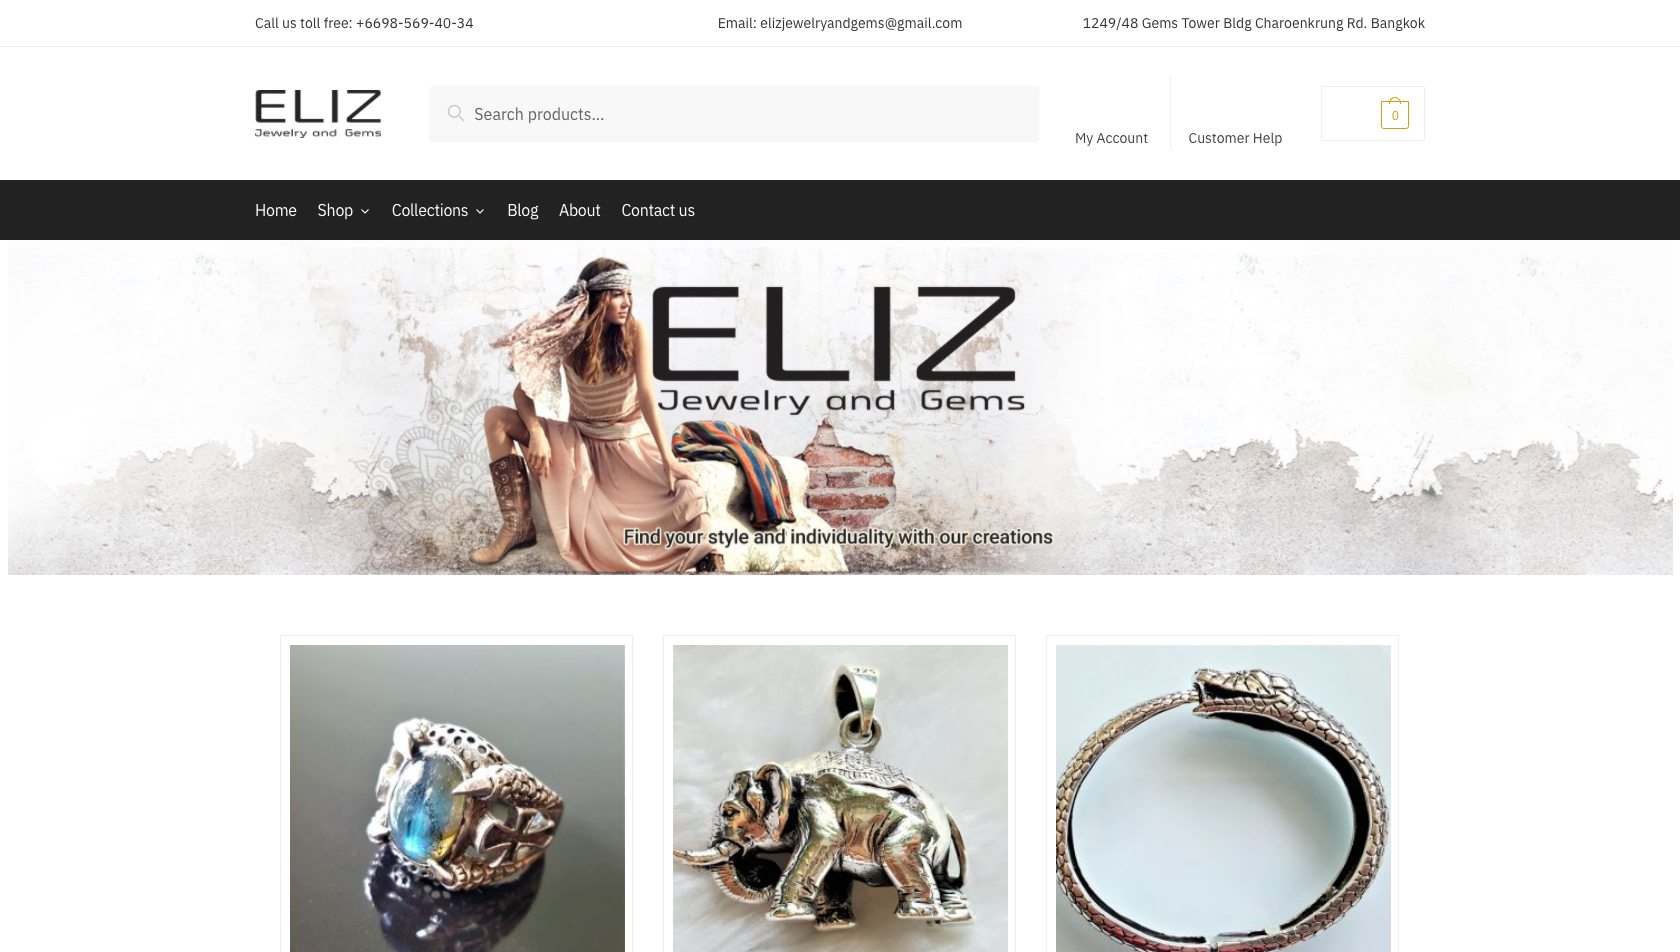 Call us toll free: +6698-569-40-34
Email: elizjewelryandgems@gmail.com
1249/48 Gems Tower Bldg Charoenkrung Rd. Bangkok
ELIZ
Jewelry and Gems
Search products...
My Account
Customer Help
0
Home
Shop
Collections
Blog
About
Contact us
ELIZ
Jewelry and Gems
Find your style and individuality with our creations
925